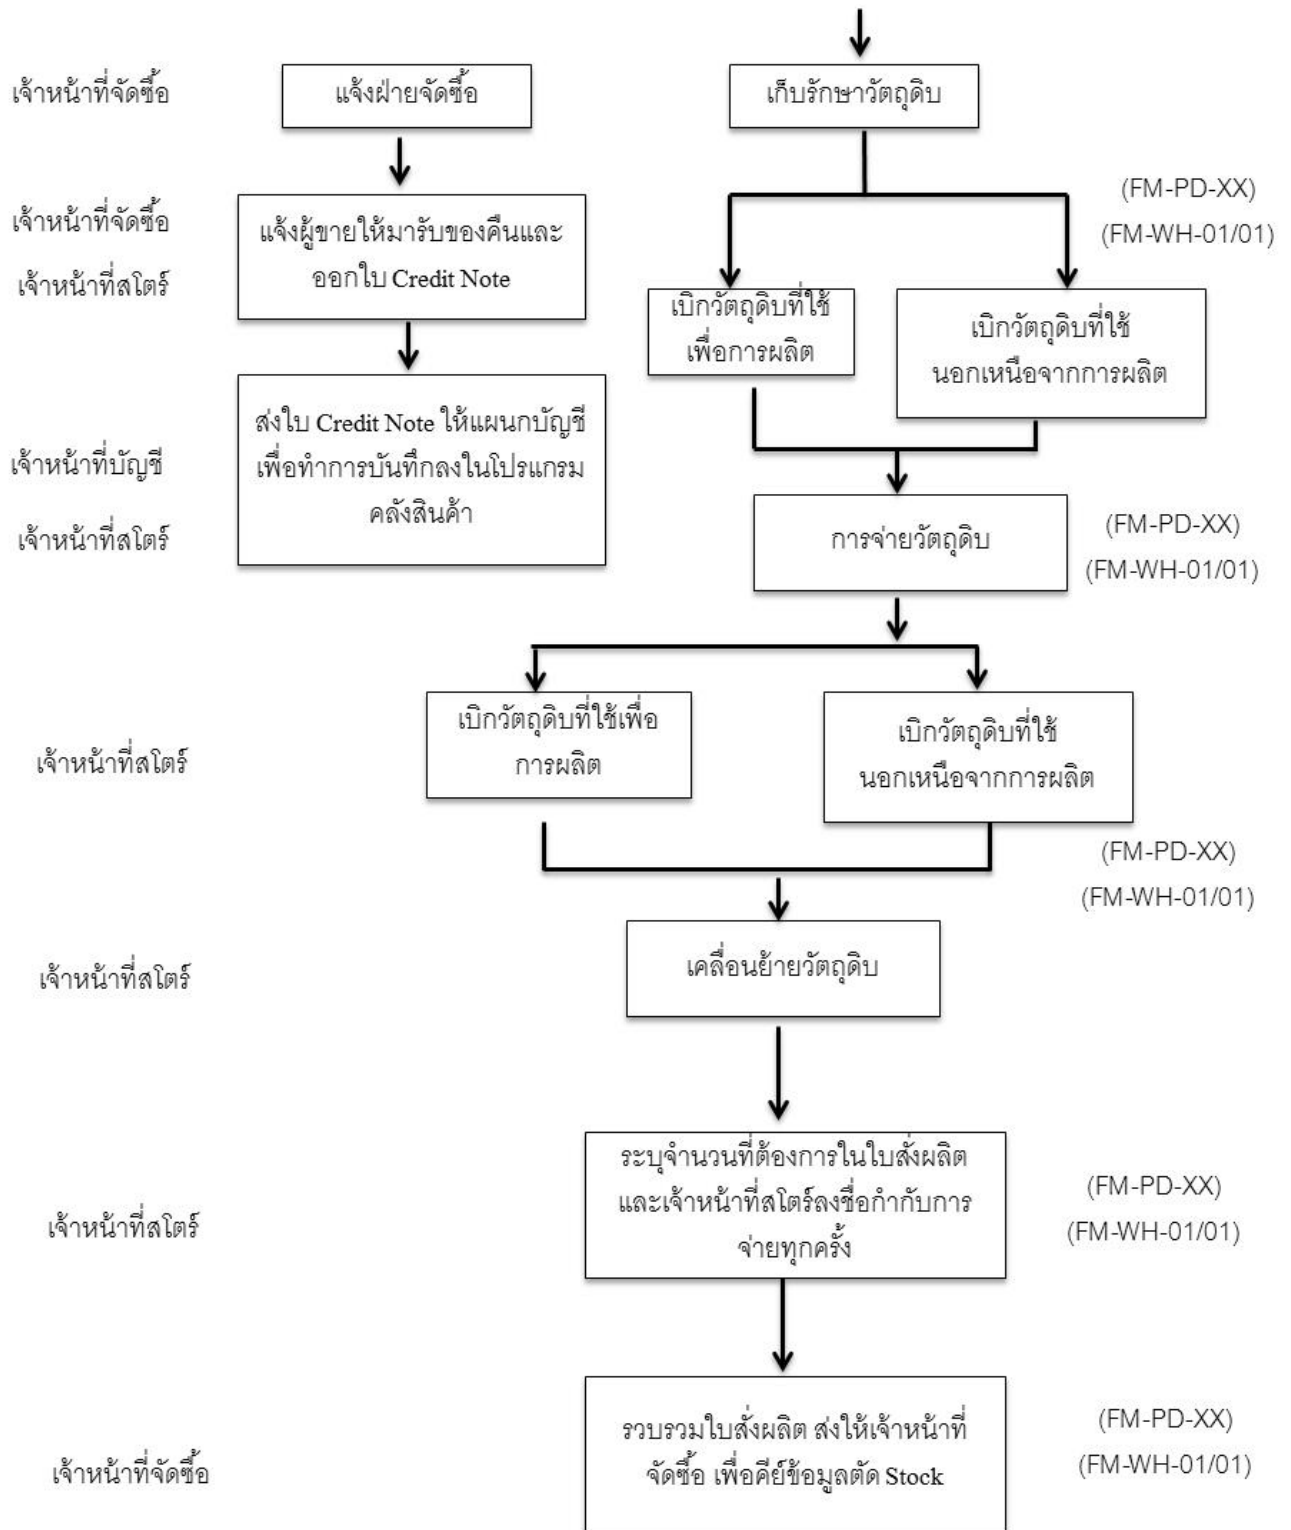 เจ้าหน้าที่จัดซื้อ
แจ้งฝ่ายจัดซื้อ
เก็บรักษาวัตถุดิบ
เจ้าหน้าที่จัดซื้อ
เจ้าหน้าที่สโตร์
แจ้งผู้ขายให้มารับของคืนและ
ออกใบ Credit Note
(FM-PD-XX)
(FM-WH-01/01)
เบิกวัตถุดิบที่ใช้
เพื่อการผลิต
เบิกวัตถุดิบที่ใช้
นอกเหนือจากการผลิต
เจ้าหน้าที่บัญชี
เจ้าหน้าที่สโตร์
ส่งใบ Credit Note ให้แผนกบัญชี
เพื่อทำการบันทึกลงในโปรแกรม
คลังสินค้า
การจ่ายวัตถุดิบ
(FM-PD-XX)
(FM-WH-01/01)
เจ้าหน้าที่สโตร์
เบิกวัตถุดิบที่ใช้เพื่อ
การผลิต
เบิกวัตถุดิบที่ใช้
นอกเหนือจากการผลิต
(FM-PD-XX)
(FM-WH-01/01)
เจ้าหน้าที่สโตร์
เคลื่อนย้ายวัตถุดิบ
เจ้าหน้าที่สโตร์
ระบุจำนวนที่ต้องการในใบสั่งผลิต
และเจ้าหน้าที่สโตร์ลงชื่อกำกับการ
จ่ายทุกครั้ง
(FM-PD-XX)
(FM-WH-01/01)
เจ้าหน้าที่จัดซื้อ
รวบรวมใบสั่งผลิต ส่งให้เจ้าหน้าที่
จัดซื้อ เพื่อคีย์ข้อมูลตัด Stock
(FM-PD-XX)
(FM-WH-01/01)